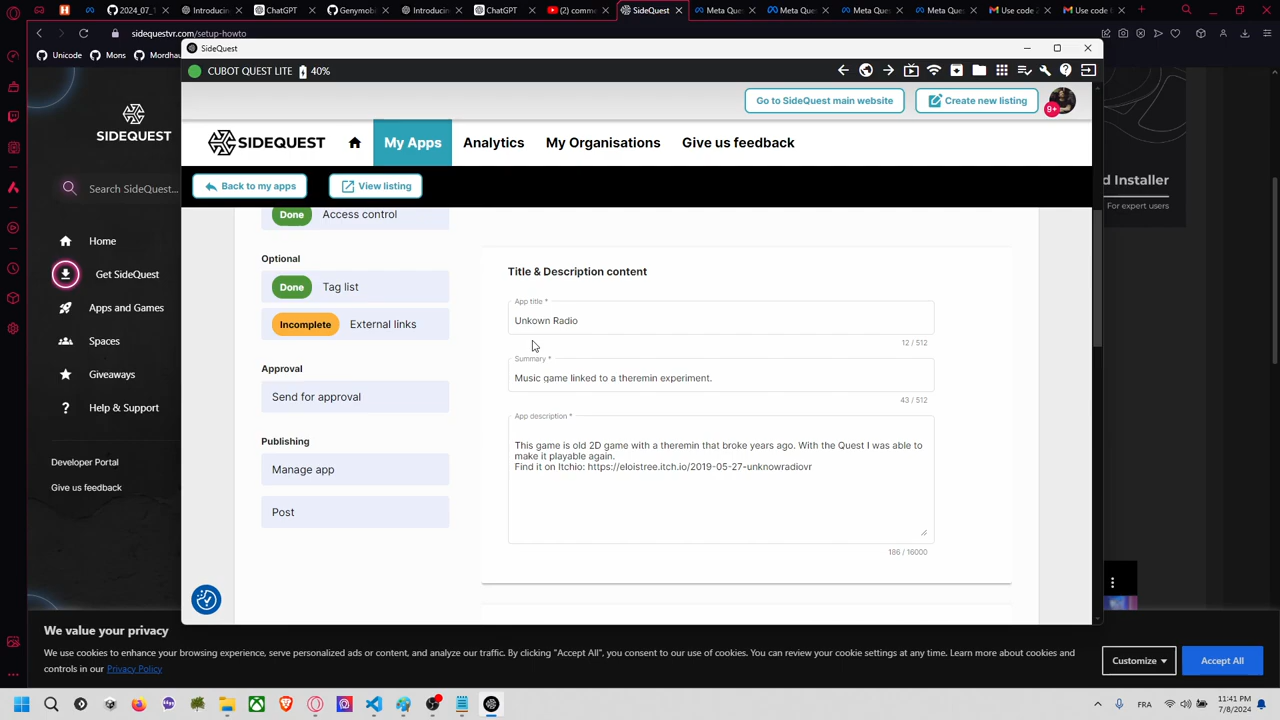 2024_07_1
Introducin
ChatGPT
Genymobi
Introducin
ChatGPT
(2) comm
SideQuest
Meta Que
Meta Que
Meta Que
Meta Que
Use code
Use code
sidequestvr.com/setup-howto
Unicode
Mons
Mordhau
SideQuest
CUBOT QUEST LITE 40%
Go to SideQuest main website
Create new listing
9+
SIDEQUEST
My Apps
Analytics
My Organisations
Give us feedback
Back to my apps
View listing
SIDEQUEST
Search SideQuest...
Home
Get SideQuest
Apps and Games
Spaces
Events
Giveaways
Help & Support
Developer Portal
Give us feedback
d Installer
For expert users
Done Access control
Optional
Done Tag list
Incomplete External links
Approval
Send for approval
Publishing
Manage app
Post
Title & Description content
App title *
Unkown Radio
12 / 512
Summary *
Music game linked to a theremin experiment.
43 / 512
App description *
This game is old 2D game with a theremin that broke years ago. With the Quest I was able to
make it playable again.
Find it on Itchio: https://eloistree.itch.io/2019-05-27-unknowradiovr
186 / 16000
We value your privacy
We use cookies to enhance your browsing experience, serve personalized ads or content, and analyze our traffic. By clicking "Accept All", you consent to our use of cookies. You can review your cookie settings at any time. Learn more about cookies and
controls in our Privacy Policy
Customize
Accept All
FRA
11:41 PM
7/8/2024